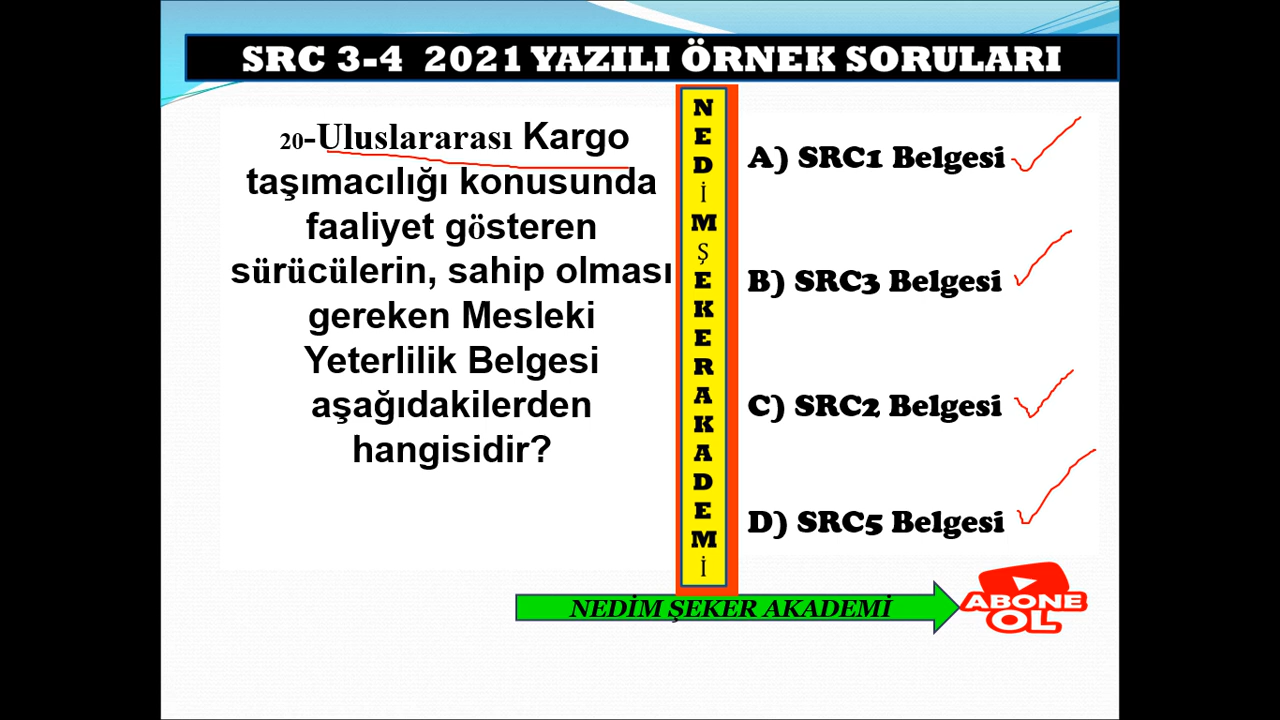 SRC 3-4 2021 YAZILI ÖRNEK SORULARI
20-Uluslararası Kargo
taşımacılığı konusunda
faaliyet gösteren
sürücülerin, sahip olması
gereken Mesleki
Yeterlilik Belgesi
aşağıdakilerden
hangisidir?
NEDİMŞEKERAKADEMİ
A) SRC1 Belgesi
B) SRC3 Belgesi
C) SRC2 Belgesi
D) SRC5 Belgesi
NEDİM ŞEKER AKADEMİ
ABONE
OL